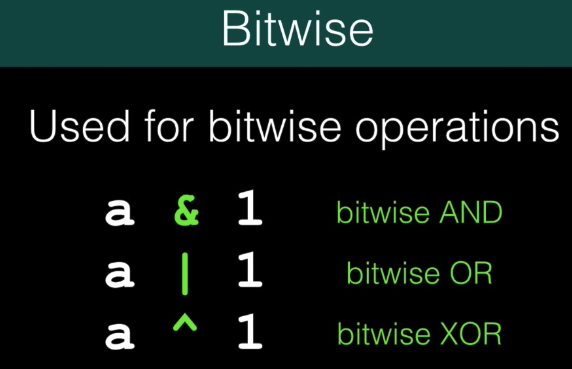 Bitwise
Used for bitwise operations
a & 1 bitwise AND
a | 1 bitwise OR
a ^ 1 bitwise XOR